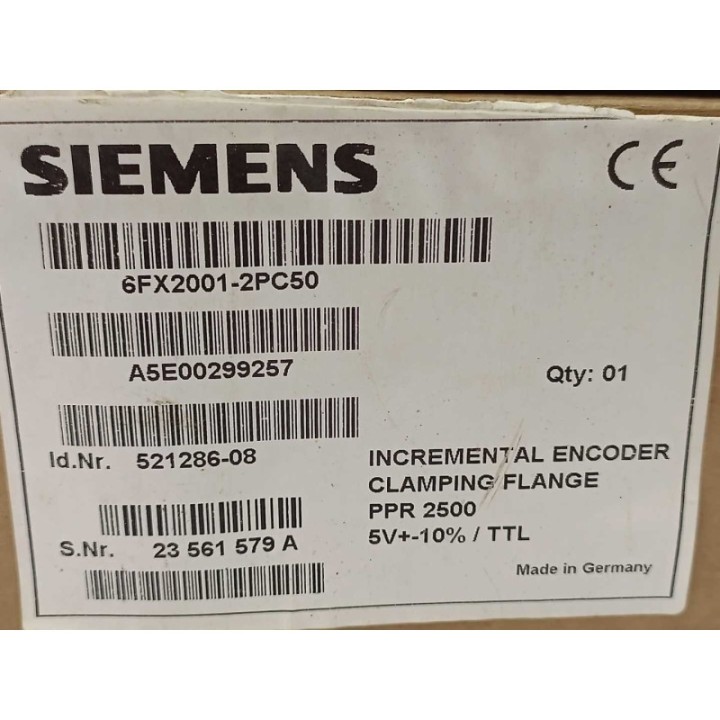 SIEMENS CE
6FX2001-2PC50
A5E00299257
Qty: 01
Id.Nr. 521286-08
INCREMENTAL ENCODER
CLAMPING FLANGE
PPR 2500
5V+-10% / TTL
S.Nr. 23 561 579 A
Made in Germany